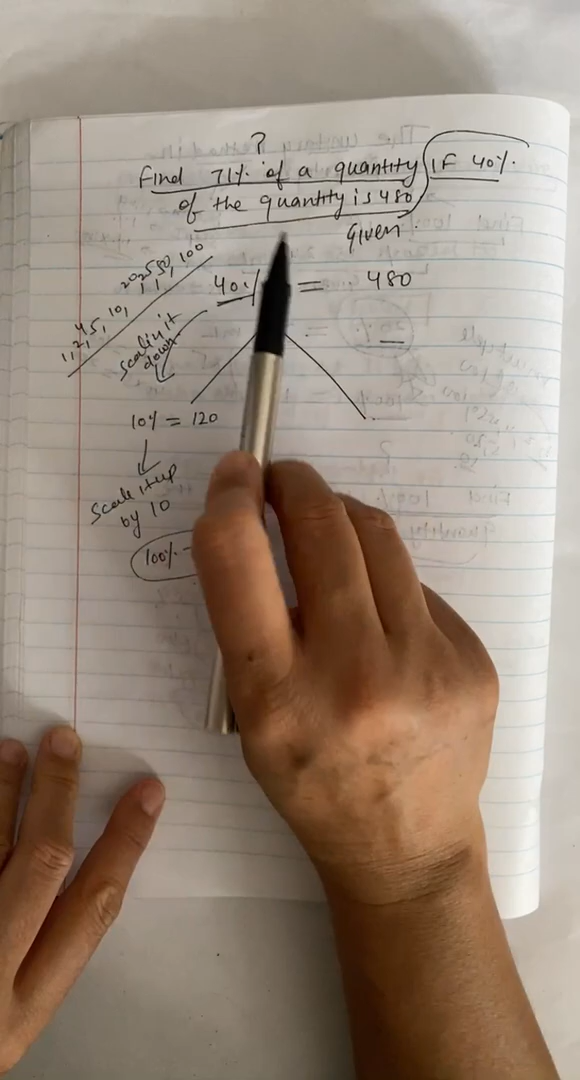 ?
Find 71% of a quantity IF 40%
of the quantity is 480
Given
40% = 480
1, 2, 4, 5, 10, 20, 25, 50, 100
scaling it
down
10% = 120
Scale it up
by 10
100%